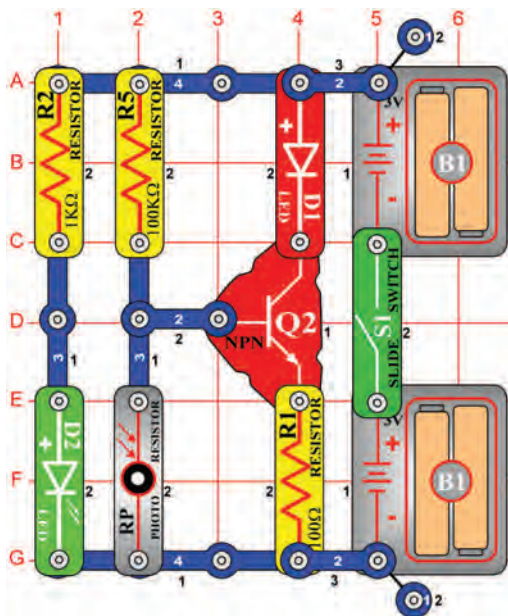 1 2 3 4 5 6
1 2
A 1 4 3 2
R2 RESISTOR 1KΩ 2
R5 RESISTOR 100KΩ 2
+ D1 LED 2 1
3V + - B1
B
C
D 2 2
NPN Q2 1
S1 SLIDE SWITCH 2
3 1 3 1
E
+ D2 LED 2
RP PHOTO RESISTOR 2
R1 RESISTOR 100Ω 2 1
3V + - B1
F
G 4 1 2 3
1 2